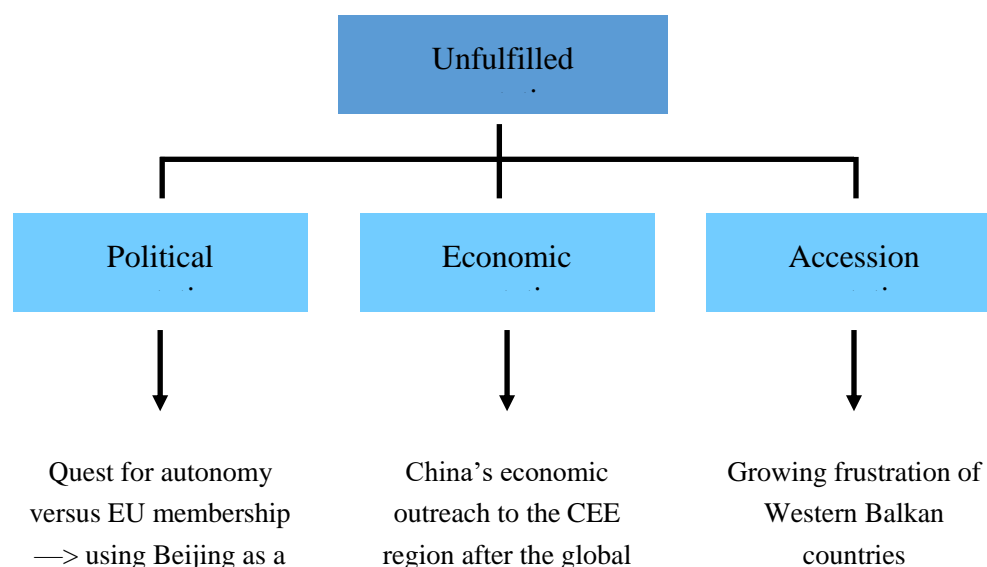 Unfulfilled
Political
Economic
Accession
Quest for autonomy
versus EU membership
—> using Beijing as a
China’s economic
outreach to the CEE
region after the global
Growing frustration of
Western Balkan
countries